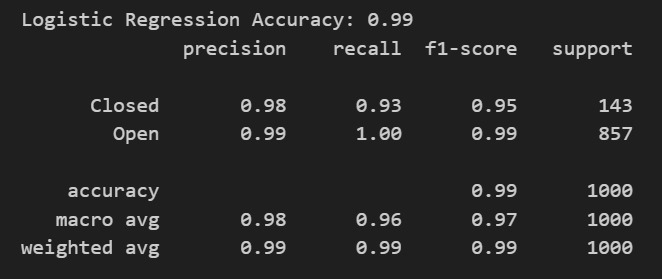 Logistic Regression Accuracy: 0.99
precision recall f1-score support
Closed 0.98 0.93 0.95 143
Open 0.99 1.00 0.99 857
accuracy 0.99 1000
macro avg 0.98 0.96 0.97 1000
weighted avg 0.99 0.99 0.99 1000